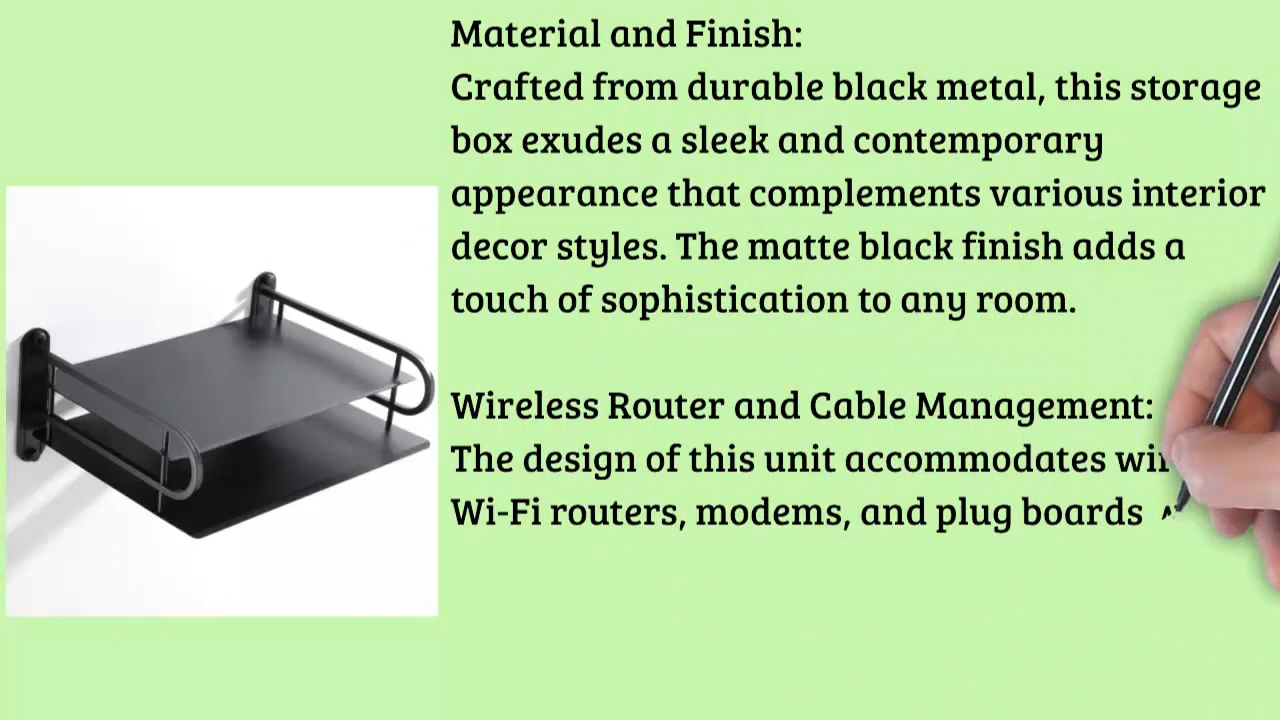 Material and Finish:
Crafted from durable black metal, this storage
box exudes a sleek and contemporary
appearance that complements various interior
decor styles. The matte black finish adds a
touch of sophistication to any room.
Wireless Router and Cable Management:
The design of this unit accommodates
Wi-Fi routers, modems, and plug boards